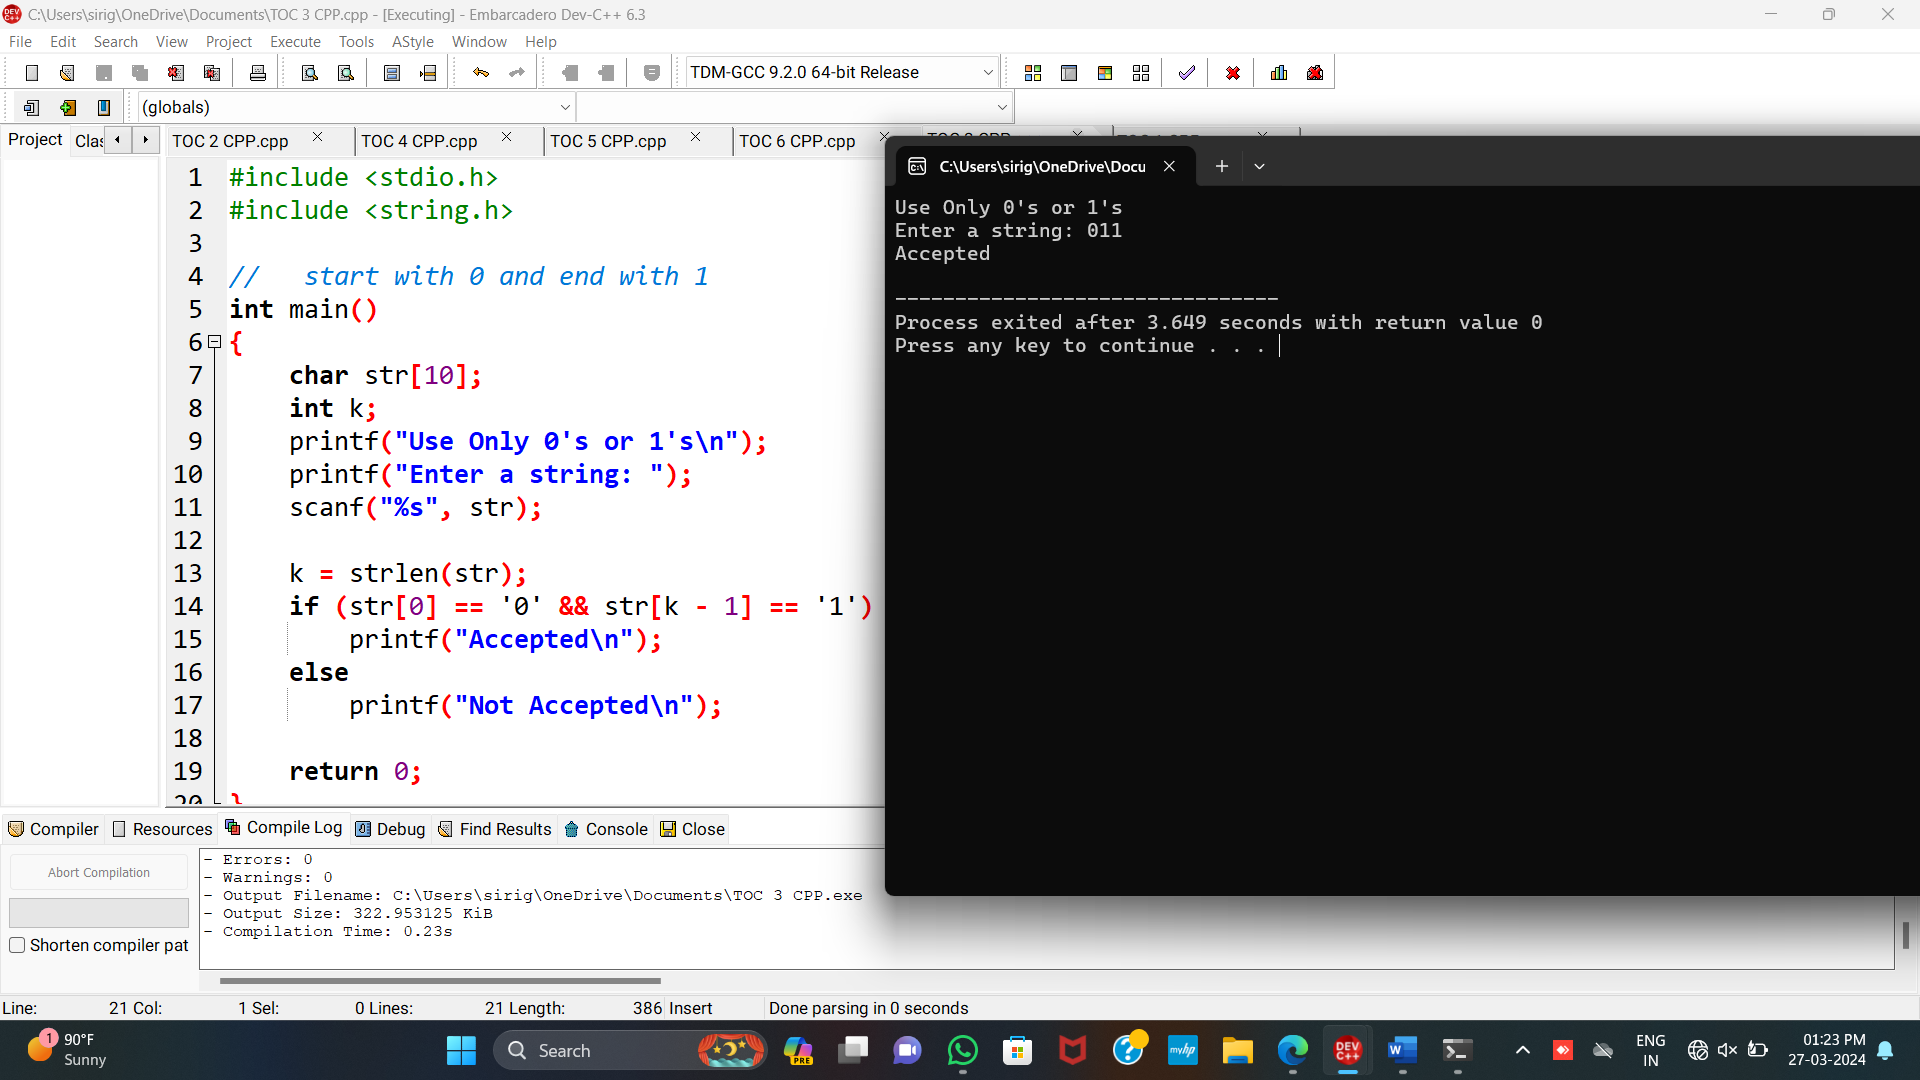 C:\Users\sirig\OneDrive\Documents\TOC 3 CPP.cpp - [Executing] - Embarcadero Dev-C++ 6.3
File Edit Search View Project Execute Tools AStyle Window Help
TDM-GCC 9.2.0 64-bit Release
(globals)
Project Clas TOC 2 CPP.cpp TOC 4 CPP.cpp TOC 5 CPP.cpp TOC 6 CPP.cpp
1 #include <stdio.h>
2 #include <string.h>
3
4 //   start with 0 and end with 1
5 int main()
6 {
7     char str[10];
8     int k;
9     printf("Use Only 0's or 1's\n");
10     printf("Enter a string: ");
11     scanf("%s", str);
12
13     k = strlen(str);
14     if (str[0] == '0' && str[k - 1] == '1')
15         printf("Accepted\n");
16     else
17         printf("Not Accepted\n");
18
19     return 0;
20 }
C:\Users\sirig\OneDrive\Docu
Use Only 0's or 1's
Enter a string: 011
Accepted
--------------------------------
Process exited after 3.649 seconds with return value 0
Press any key to continue . . .
Compiler Resources Compile Log Debug Find Results Console Close
Abort Compilation
Shorten compiler pat
- Errors: 0
- Warnings: 0
- Output Filename: C:\Users\sirig\OneDrive\Documents\TOC 3 CPP.exe
- Output Size: 322.953125 KiB
- Compilation Time: 0.23s
Line: 21 Col: 1 Sel: 0 Lines: 21 Length: 386 Insert Done parsing in 0 seconds
1
90°F
Sunny
Search
PRE
myhp
DEV C++
ENG
IN
01:23 PM
27-03-2024